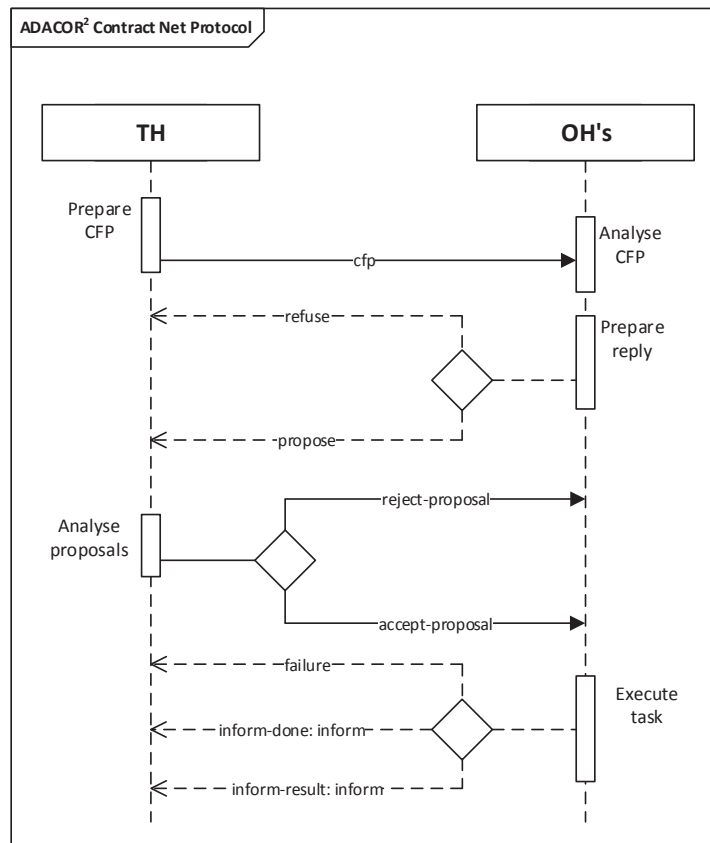 ADACOR² Contract Net Protocol
TH
OH's
Prepare
CFP
Analyse
CFP
cfp
refuse
Prepare
reply
propose
reject-proposal
Analyse
proposals
accept-proposal
failure
Execute
task
inform-done: inform
inform-result: inform